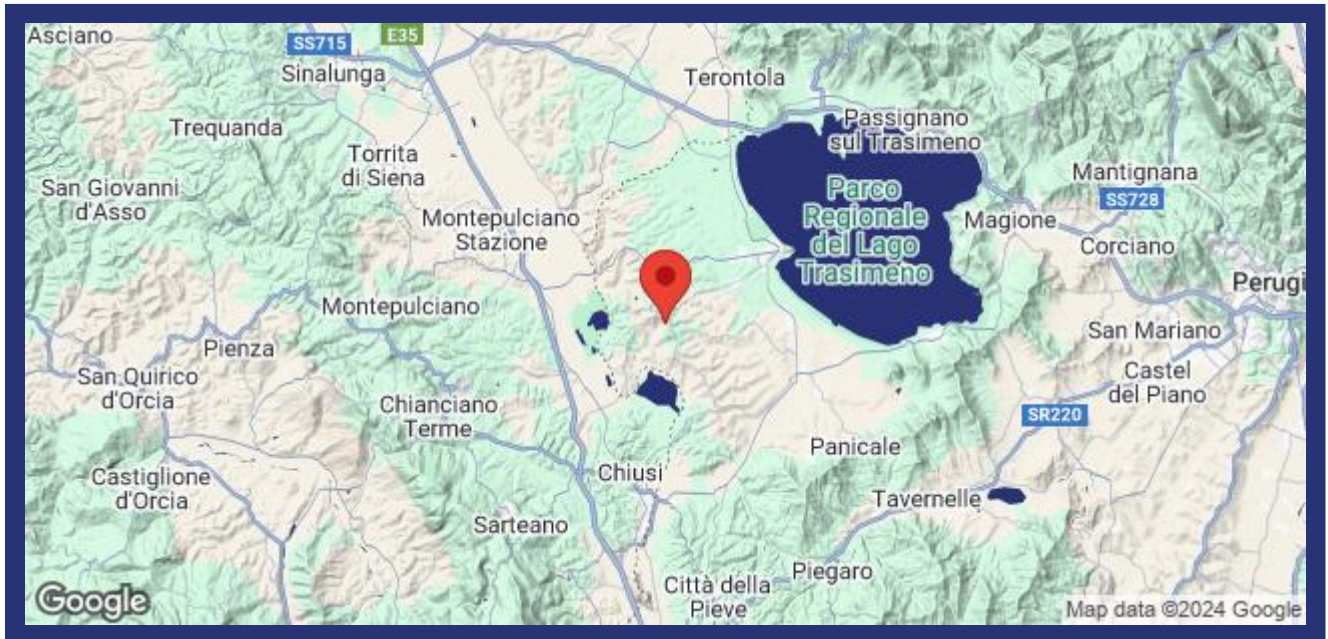 Asciano
SS715
E35
Sinalunga
Terontola
Trequanda
Passignano
sul Trasimeno
Torrita
di Siena
San Giovanni
d'Asso
Mantignana
SS728
Parco
Regionale
del Lago
Trasimeno
Montepulciano
Stazione
Magione
Corciano
Perugi
Montepulciano
San Mariano
Pienza
San Quirico
d'Orcia
Castel
del Piano
Chianciano
Terme
SR220
Panicale
Castiglione
d'Orcia
Chiusi
Tavernelle
Sarteano
Piegaro
Città della
Pieve
Google
Map data ©2024 Google